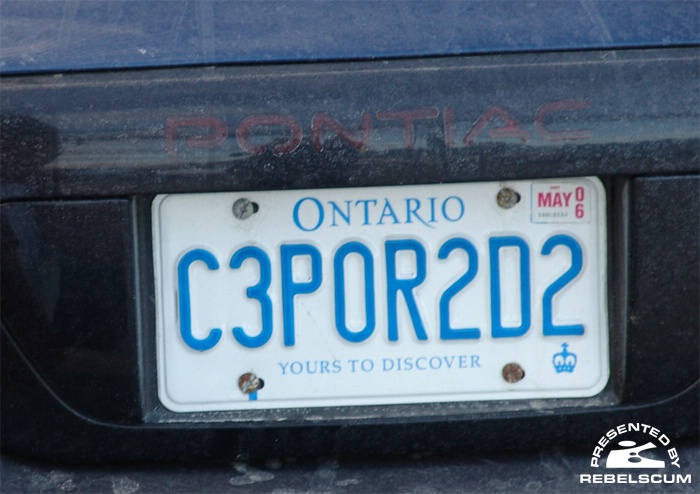 PONTIAC
ONTARIO
MAY 06
C3POR2D2
YOURS TO DISCOVER
PRESENTED BY
REBELSCUM